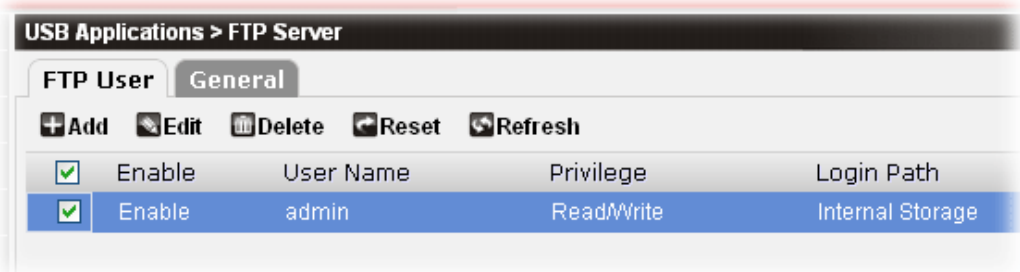 USB Applications > FTP Server
FTP User General
Add Edit Delete Reset Refresh
Enable User Name Privilege Login Path
Enable admin Read/Write Internal Storage